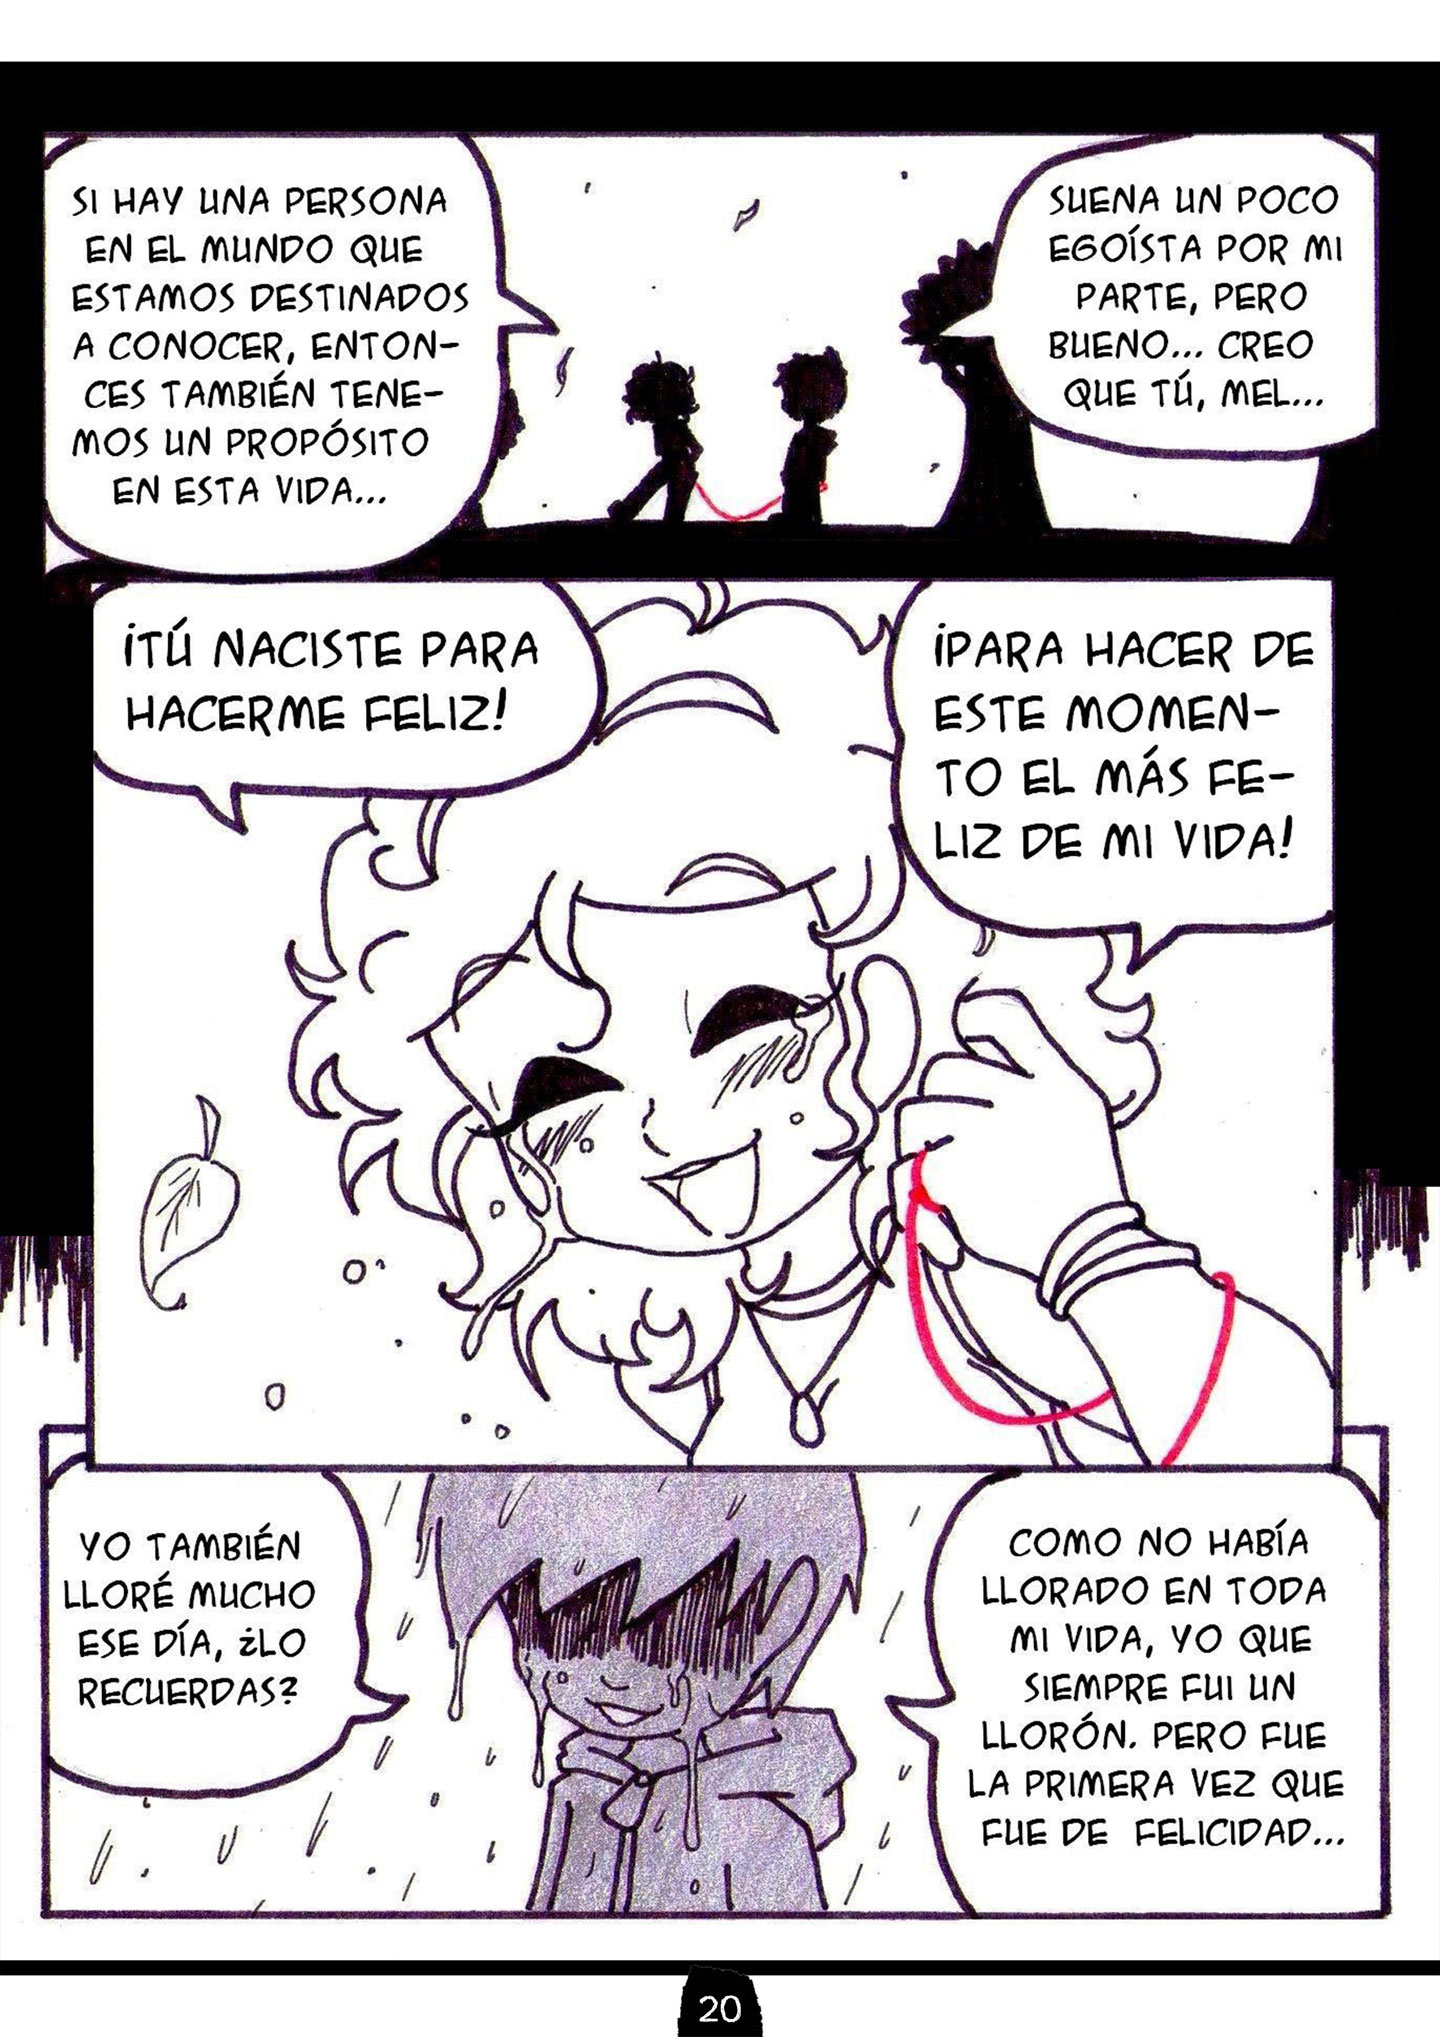 SI HAY UNA PERSONA
EN EL MUNDO QUE
ESTAMOS DESTINADOS
A CONOCER, ENTON-
CES TAMBIÉN TENE-
MOS UN PROPÓSITO
EN ESTA VIDA...
SUENA UN POCO
EGOÍSTA POR MI
PARTE, PERO
BUENO... CREO
QUE TÚ, MEL...
¡TÚ NACISTE PARA
HACERME FELIZ!
¡PARA HACER DE
ESTE MOMEN-
TO EL MÁS FE-
LIZ DE MI VIDA!
YO TAMBIÉN
LLORÉ MUCHO
ESE DÍA, ¿LO
RECUERDAS?
COMO NO HABÍA
LLORADO EN TODA
MI VIDA, YO QUE
SIEMPRE FUI UN
LLORÓN. PERO FUE
LA PRIMERA VEZ QUE
FUE DE FELICIDAD...
20